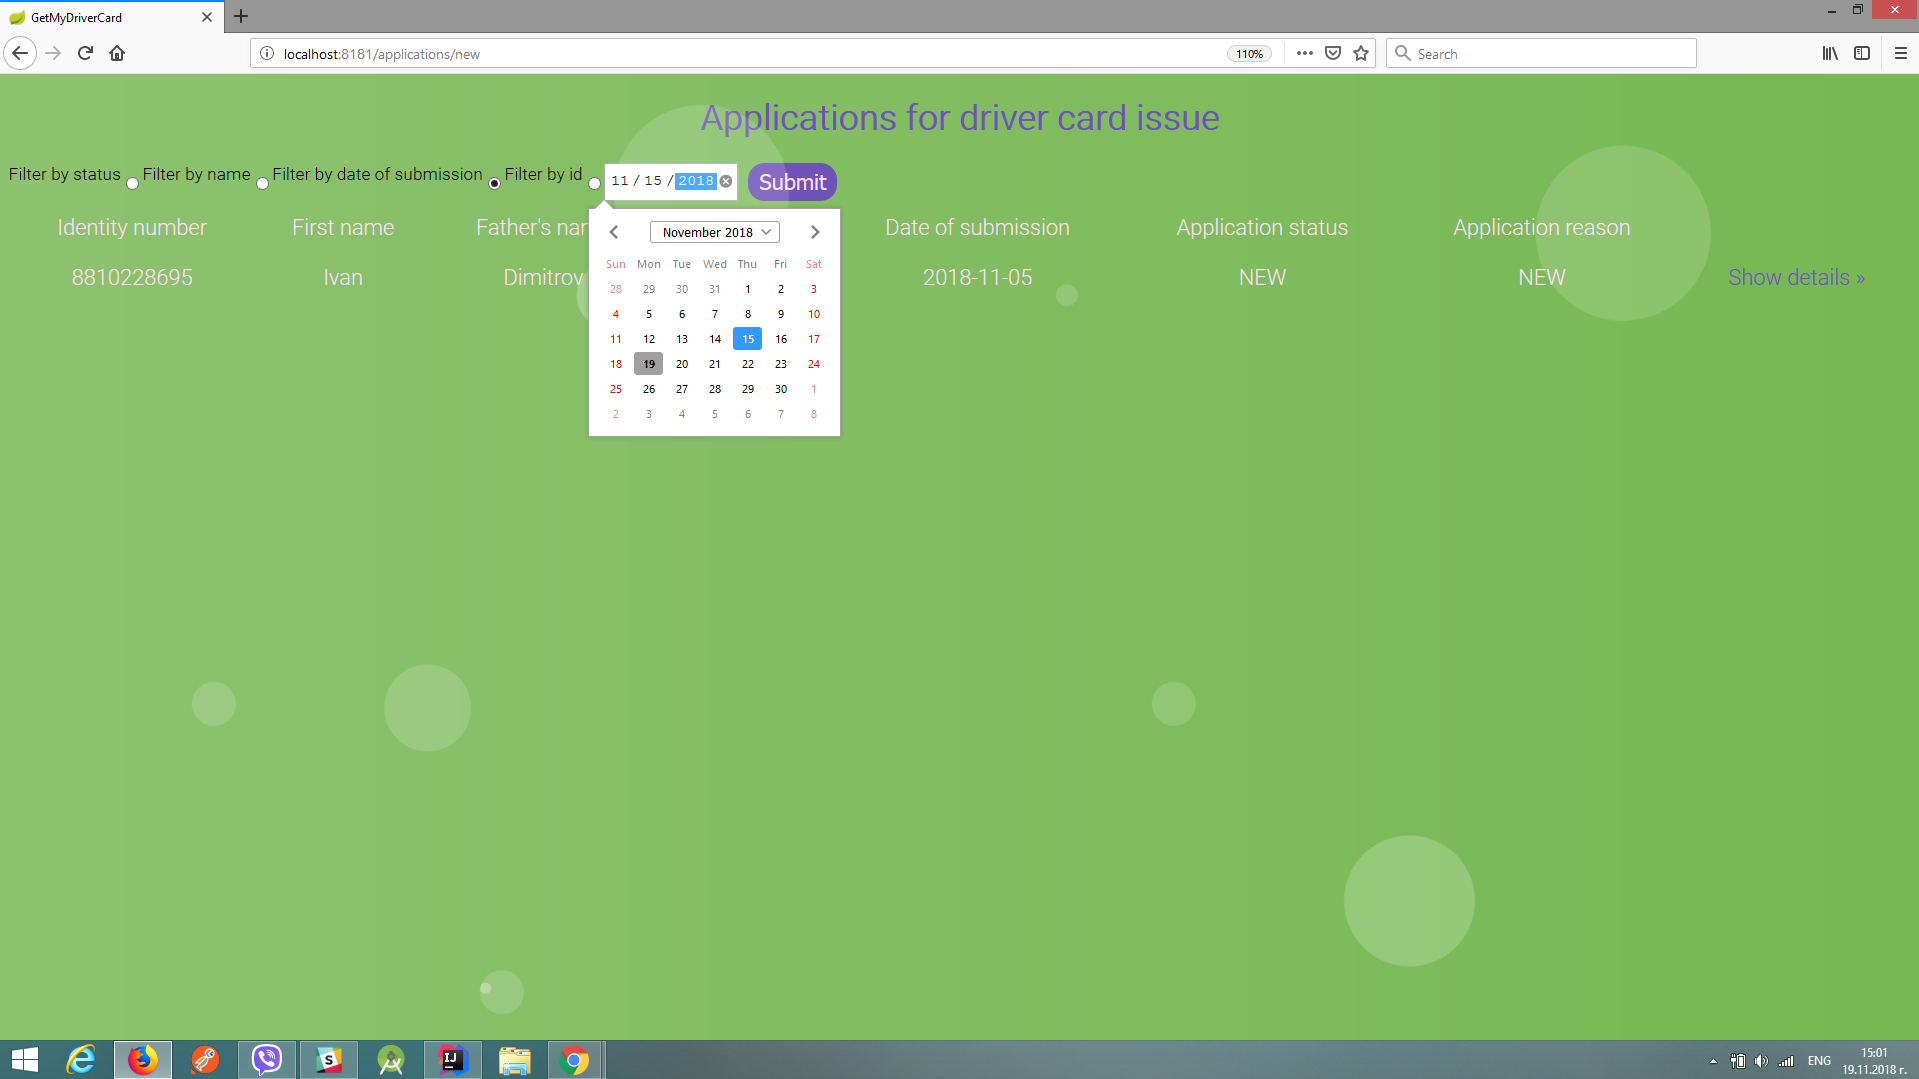 GetMyDriverCard
localhost:8181/applications/new
110%
Search
Applications for driver card issue
Filter by status Filter by name Filter by date of submission Filter by id 11 / 15 / 2018 Submit
Identity number First name Father's nar Date of submission Application status Application reason
8810228695 Ivan Dimitrov 2018-11-05 NEW NEW Show details »
November 2018
Sun Mon Tue Wed Thu Fri Sat
28 29 30 31 1 2 3
4 5 6 7 8 9 10
11 12 13 14 15 16 17
18 19 20 21 22 23 24
25 26 27 28 29 30 1
2 3 4 5 6 7 8
S
IJ
ENG
15:01
19.11.2018 г.